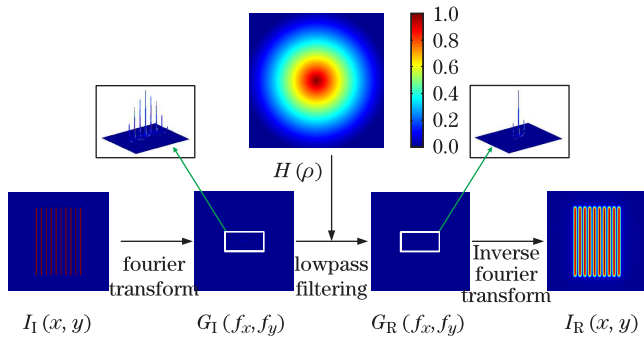 1.0
0.8
0.6
0.4
0.2
0.0
H (ρ)
fourier
transform
lowpass
filtering
Inverse
fourier
transform
I_I (x, y)
G_I (f_x, f_y)
G_R (f_x, f_y)
I_R (x, y)